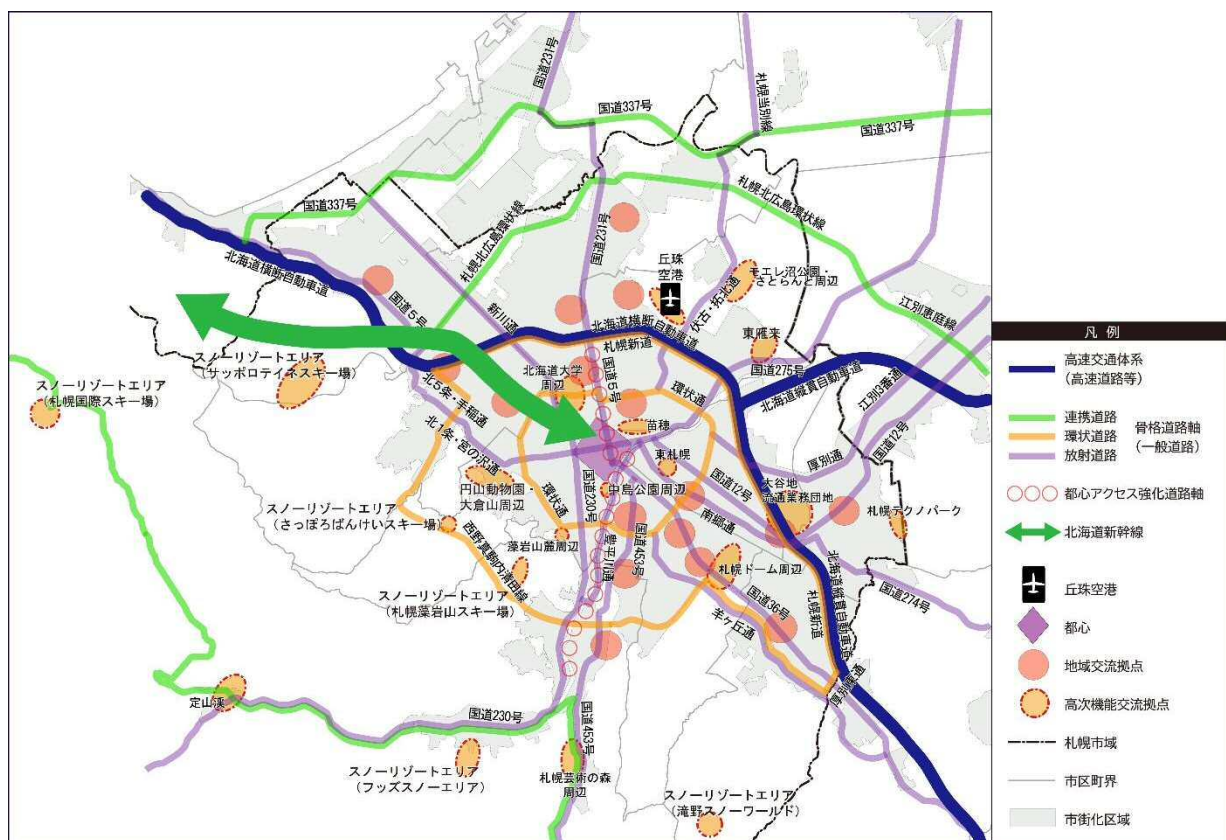 国道231号
国道337号
札幌当別線
国道337号
国道337号
札幌北広島環状線
札幌北広島環状線
国道231号
北海道横断自動車道
国道5号
新川通
丘珠
空港
モエレ沼公園・
さとらんど周辺
伏古・拓北通
江別恵庭線
北海道横断自動車道
札幌新道
東雁来
国道275号
北海道縦貫自動車道
江別3番通
国道12号
スノーリゾートエリア
（サッポロテイネスキー場）
スノーリゾートエリア
（札幌国際スキー場）
北海道大学
周辺
国道5号
環状通
北5条・手稲通
苗穂
北1条・宮の沢通
東札幌
厚別通
円山動物園・
大倉山周辺
環状通
国道230号
中島公園周辺
国道12号
大谷地
流通業務団地
札幌テクノパーク
スノーリゾートエリア
（さっぽろばんけいスキー場）
藻岩山麓周辺
南郷通
西野真駒内清田線
豊平川通
国道453号
札幌ドーム周辺
スノーリゾートエリア
（札幌藻岩山スキー場）
国道36号
羊ケ丘通
札幌新道
北海道縦貫自動車道
国道274号
厚別東通
定山渓
国道230号
国道453号
スノーリゾートエリア
（フッズスノーエリア）
札幌芸術の森
周辺
スノーリゾートエリア
（滝野スノーワールド）
凡例
高速交通体系
（高速道路等）
連携道路
環状道路
放射道路
骨格道路軸
（一般道路）
都心アクセス強化道路軸
北海道新幹線
丘珠空港
都心
地域交流拠点
高次機能交流拠点
札幌市域
市区町界
市街化区域